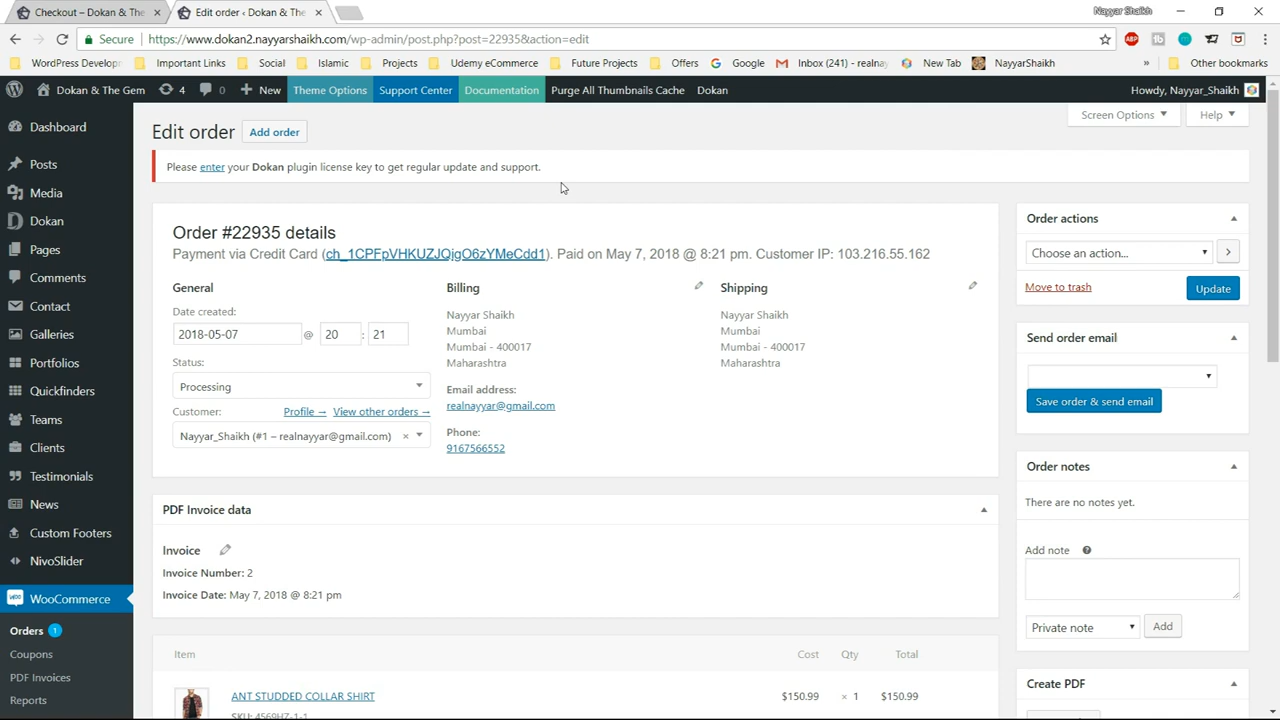 Checkout – Dokan & The
Edit order ‹ Dokan & The
Nayyar Shaikh
Secure https://www.dokan2.nayyarshaikh.com/wp-admin/post.php?post=22935&action=edit
WordPress Develop Important Links Social Islamic Projects Udemy eCommerce Future Projects Offers Google Inbox (241) - realna New Tab NayyarShaikh » Other bookmarks
Dokan & The Gem 4 0 New Theme Options Support Center Documentation Purge All Thumbnails Cache Dokan Howdy, Nayyar_Shaikh
Screen Options Help
Dashboard
Posts
Media
Dokan
Pages
Comments
Contact
Galleries
Portfolios
Quickfinders
Teams
Clients
Testimonials
News
Custom Footers
NivoSlider
WooCommerce
Orders 1
Coupons
PDF Invoices
Reports
Edit order Add order
Please enter your Dokan plugin license key to get regular update and support.
Order #22935 details
Payment via Credit Card (ch_1CPFpVHKUZJQigO6zYMeCdd1). Paid on May 7, 2018 @ 8:21 pm. Customer IP: 103.216.55.162
General
Date created:
2018-05-07 @ 20 : 21
Status:
Processing
Customer: Profile → View other orders →
Nayyar_Shaikh (#1 – realnayyar@gmail.com) ×
Billing
Nayyar Shaikh
Mumbai
Mumbai - 400017
Maharashtra
Email address:
realnayyar@gmail.com
Phone:
9167566552
Shipping
Nayyar Shaikh
Mumbai
Mumbai - 400017
Maharashtra
PDF Invoice data
Invoice
Invoice Number: 2
Invoice Date: May 7, 2018 @ 8:21 pm
Item Cost Qty Total
ANT STUDDED COLLAR SHIRT $150.99 × 1 $150.99
SKU: 4569HZ-1-1
Order actions
Choose an action...
Move to trash Update
Send order email
Save order & send email
Order notes
There are no notes yet.
Add note
Private note Add
Create PDF